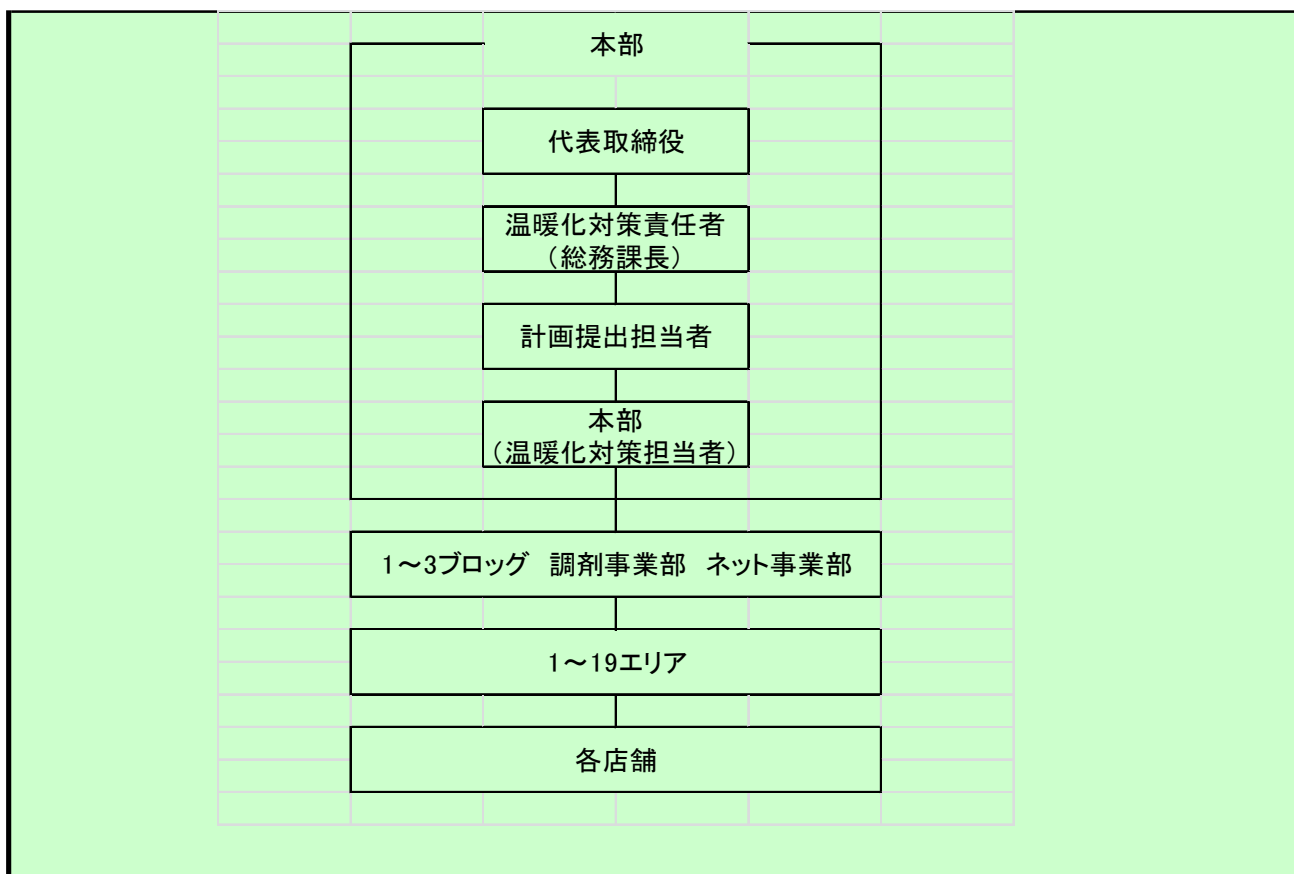 本部
代表取締役
温暖化対策責任者
（総務課長）
計画提出担当者
本部
（温暖化対策担当者）
1～3ブロッグ　調剤事業部　ネット事業部
1～19エリア
各店舗